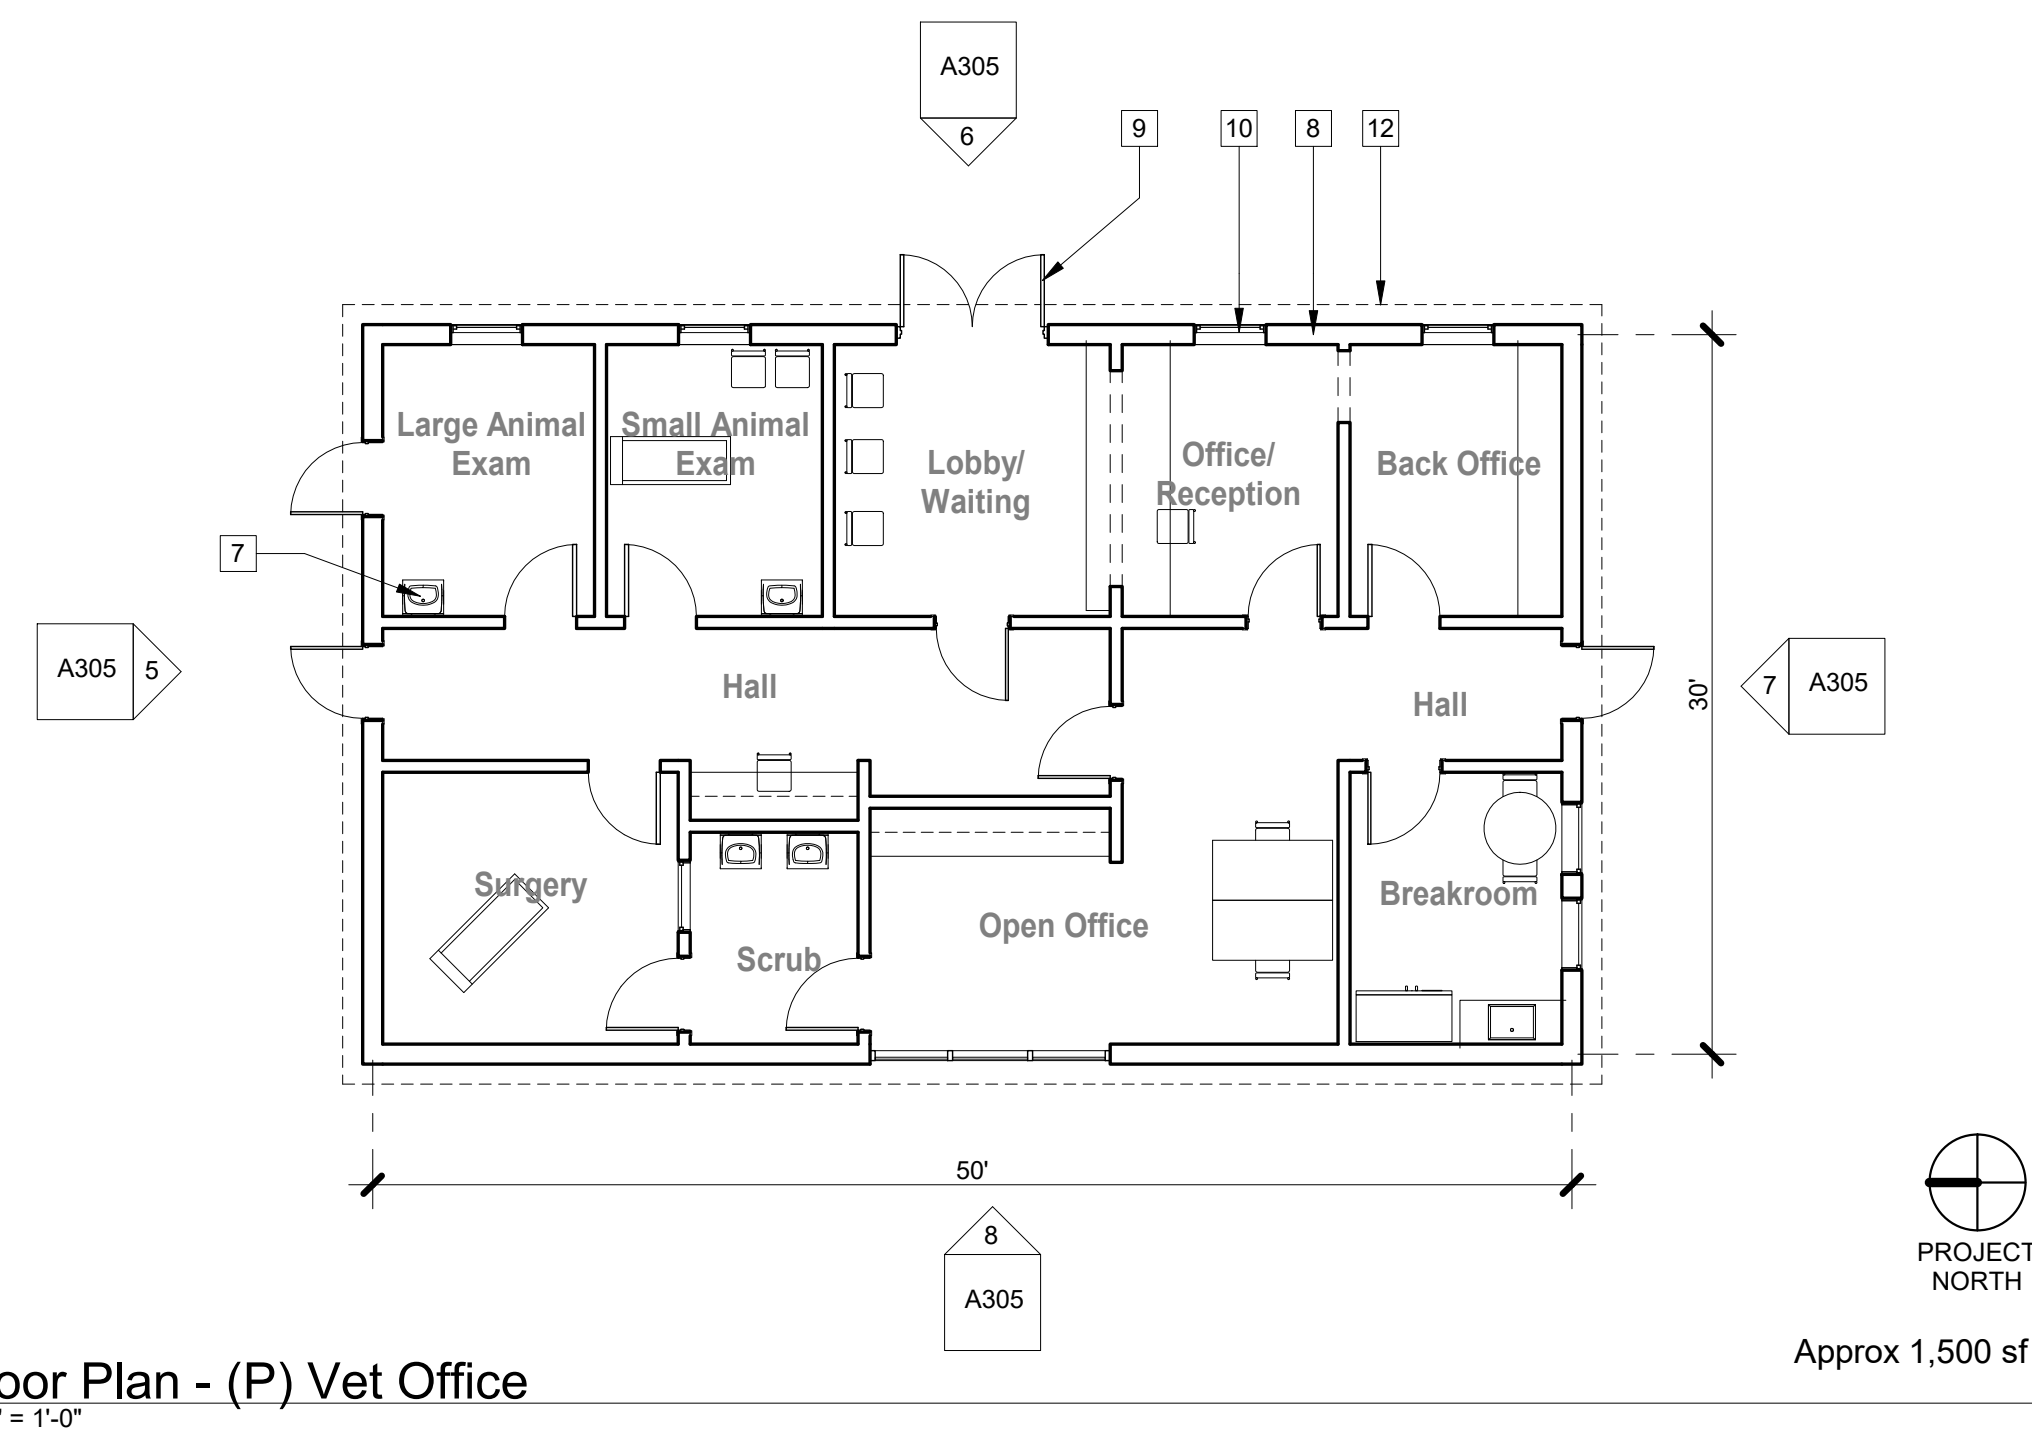 A305
6
9
10
8
12
Large Animal
Exam
Small Animal
Exam
Lobby/
Waiting
Office/
Reception
Back Office
7
A305
5
Hall
Hall
30'
7
A305
Surgery
Scrub
Open Office
Breakroom
50'
8
A305
PROJECT
NORTH
Approx 1,500 sf
oor Plan - (P) Vet Office
" = 1'-0"